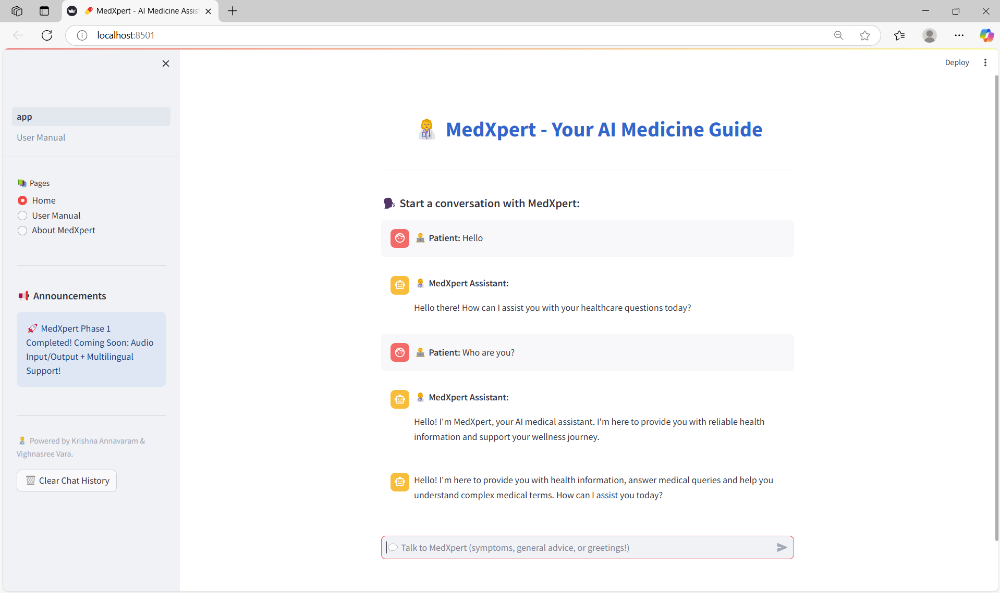 MedXpert - AI Medicine Assis
localhost:8501
Deploy
app
User Manual
Pages
Home
User Manual
About MedXpert
Announcements
MedXpert Phase 1
Completed! Coming Soon: Audio
Input/Output + Multilingual
Support!
Powered by Krishna Annavaram &
Vighnasree Vara.
Clear Chat History
MedXpert - Your AI Medicine Guide
Start a conversation with MedXpert:
Patient: Hello
MedXpert Assistant:
Hello there! How can I assist you with your healthcare questions today?
Patient: Who are you?
MedXpert Assistant:
Hello! I'm MedXpert, your AI medical assistant. I'm here to provide you with reliable health
information and support your wellness journey.
Hello! I'm here to provide you with health information, answer medical queries and help you
understand complex medical terms. How can I assist you today?
Talk to MedXpert (symptoms, general advice, or greetings!)